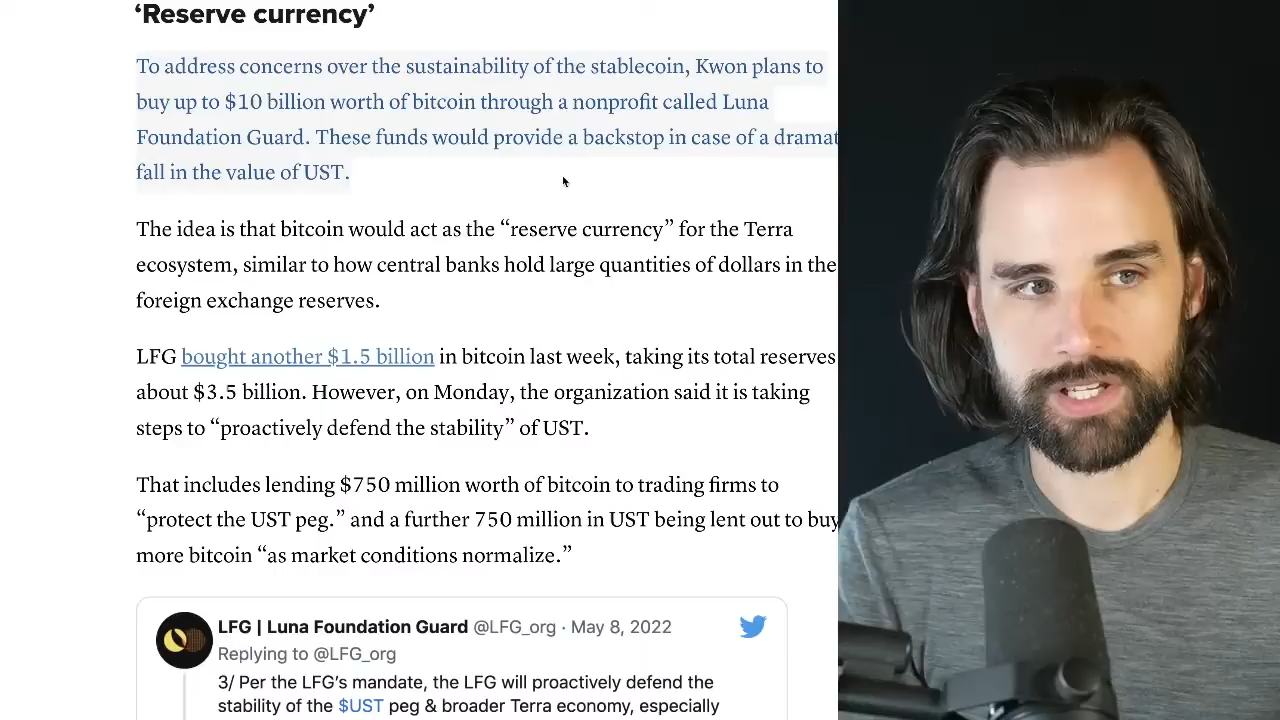 ‘Reserve currency’
To address concerns over the sustainability of the stablecoin, Kwon plans to
buy up to $10 billion worth of bitcoin through a nonprofit called Luna
Foundation Guard. These funds would provide a backstop in case of a dramat
fall in the value of UST.
The idea is that bitcoin would act as the “reserve currency” for the Terra
ecosystem, similar to how central banks hold large quantities of dollars in the
foreign exchange reserves.
LFG bought another $1.5 billion in bitcoin last week, taking its total reserves
about $3.5 billion. However, on Monday, the organization said it is taking
steps to “proactively defend the stability” of UST.
That includes lending $750 million worth of bitcoin to trading firms to
“protect the UST peg.” and a further 750 million in UST being lent out to buy
more bitcoin “as market conditions normalize.”
LFG | Luna Foundation Guard @LFG_org · May 8, 2022
Replying to @LFG_org
3/ Per the LFG’s mandate, the LFG will proactively defend the
stability of the $UST peg & broader Terra economy, especially